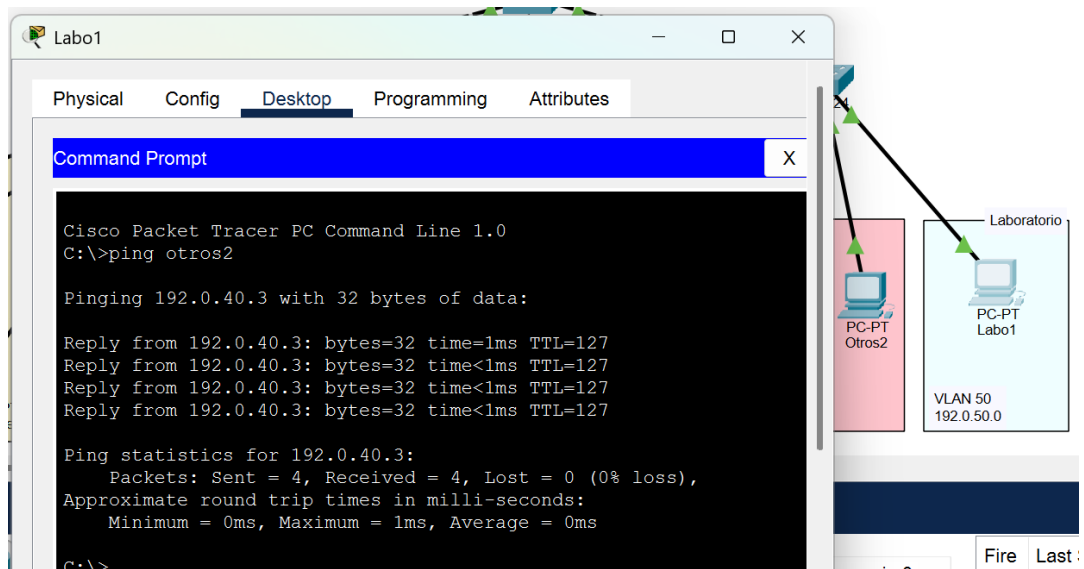 Labo1
Physical Config Desktop Programming Attributes
Command Prompt
X
Cisco Packet Tracer PC Command Line 1.0
C:\>ping otros2
Pinging 192.0.40.3 with 32 bytes of data:
Reply from 192.0.40.3: bytes=32 time=1ms TTL=127
Reply from 192.0.40.3: bytes=32 time<1ms TTL=127
Reply from 192.0.40.3: bytes=32 time<1ms TTL=127
Reply from 192.0.40.3: bytes=32 time<1ms TTL=127
Ping statistics for 192.0.40.3:
Packets: Sent = 4, Received = 4, Lost = 0 (0% loss),
Approximate round trip times in milli-seconds:
Minimum = 0ms, Maximum = 1ms, Average = 0ms
C:\>
Laboratorio
PC-PT
Otros2
PC-PT
Labo1
VLAN 50
192.0.50.0
Fire Last